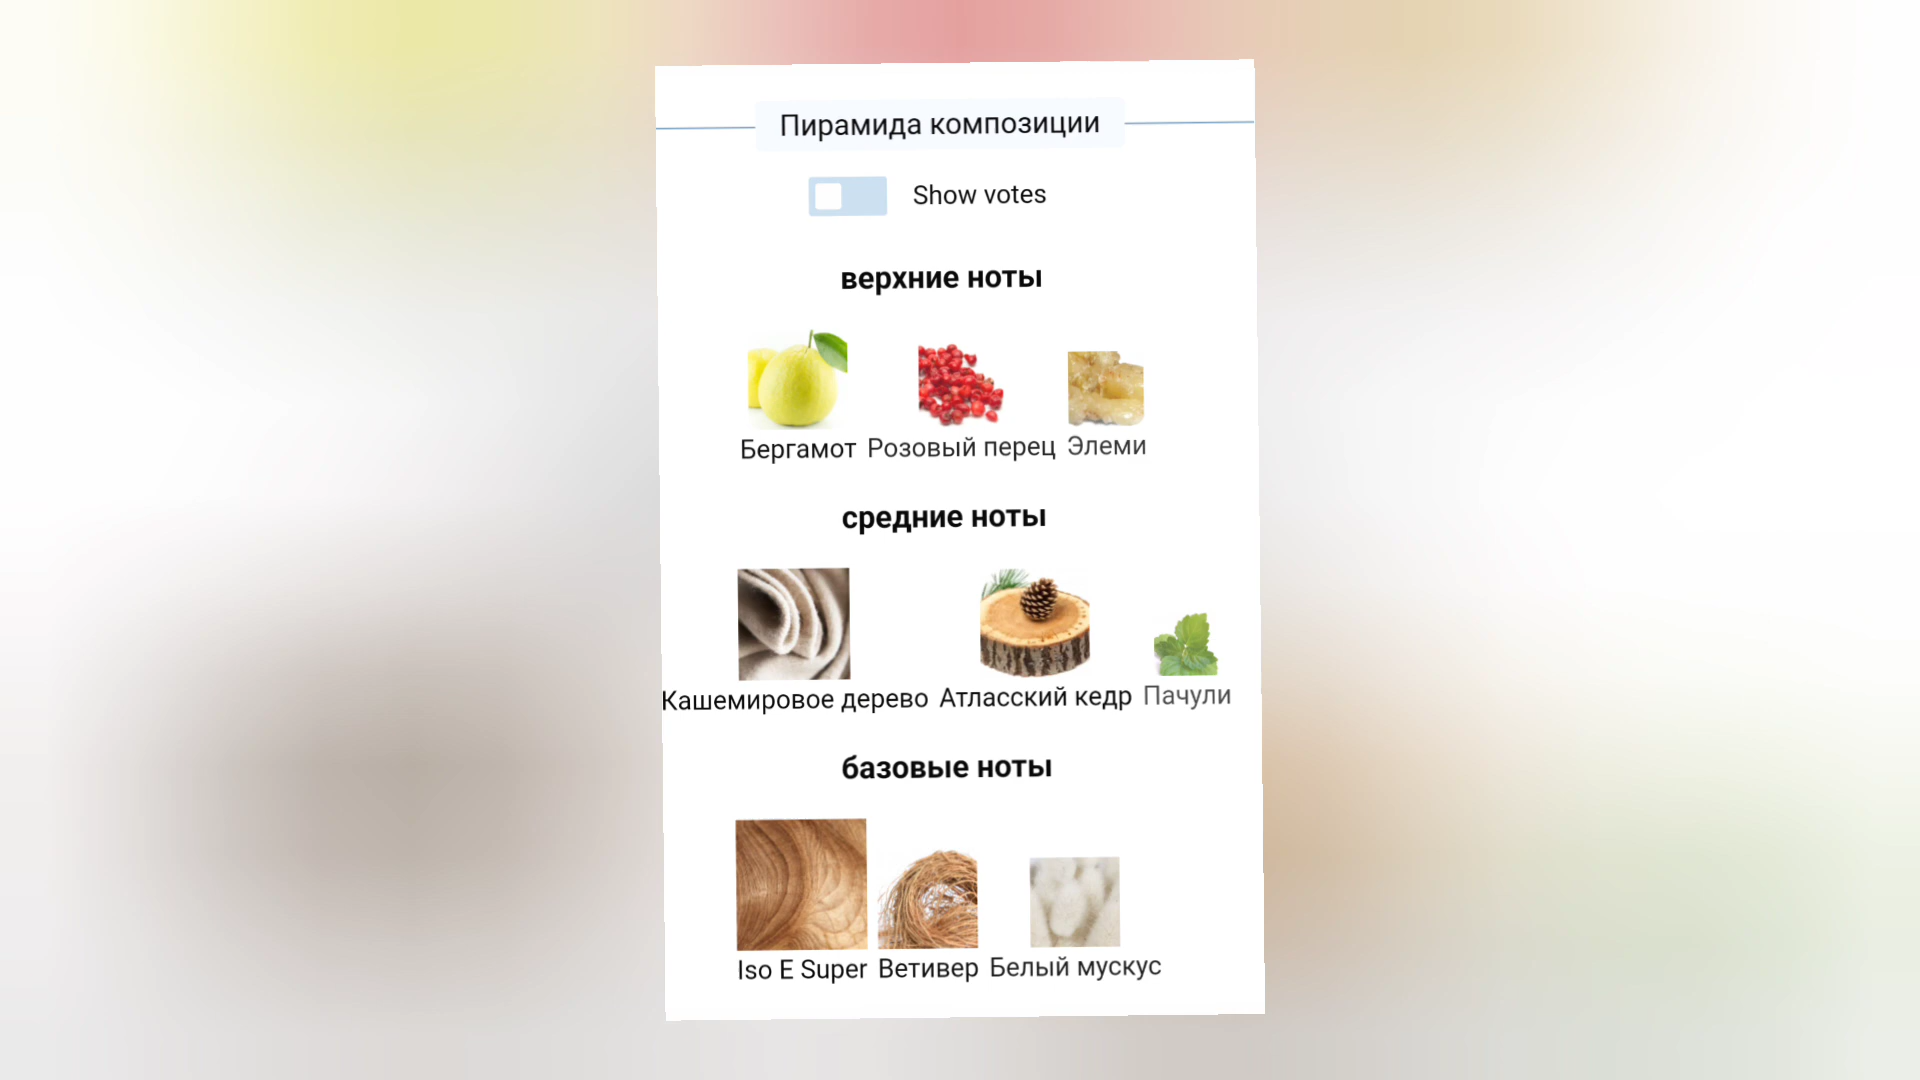 Пирамида композиции
Show votes
верхние ноты
Бергамот Розовый перец Элеми
средние ноты
Кашемировое дерево Атласский кедр Пачули
базовые ноты
Iso E Super Ветивер Белый мускус